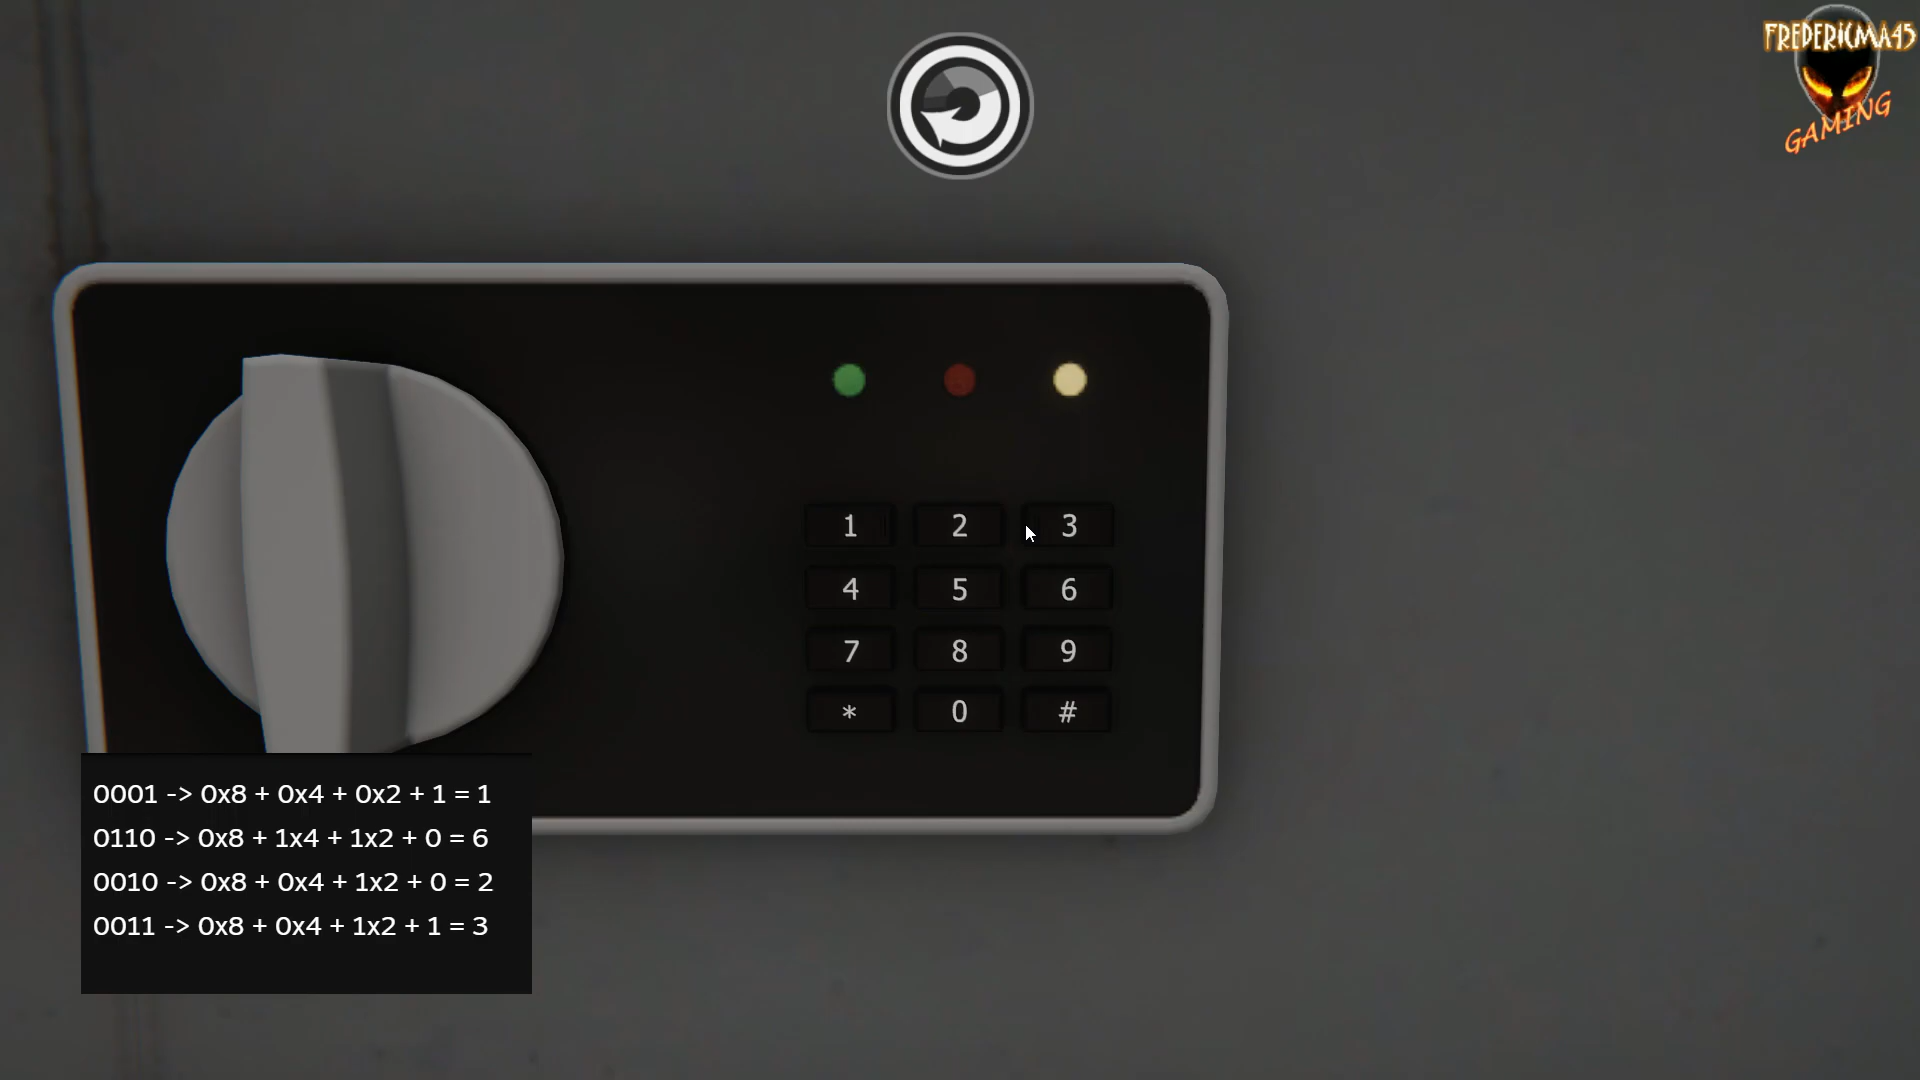 FREDERICMA45
GAMING
1 2 3
4 5 6
7 8 9
* 0 #
0001 -> 0x8 + 0x4 + 0x2 + 1 = 1
0110 -> 0x8 + 1x4 + 1x2 + 0 = 6
0010 -> 0x8 + 0x4 + 1x2 + 0 = 2
0011 -> 0x8 + 0x4 + 1x2 + 1 = 3